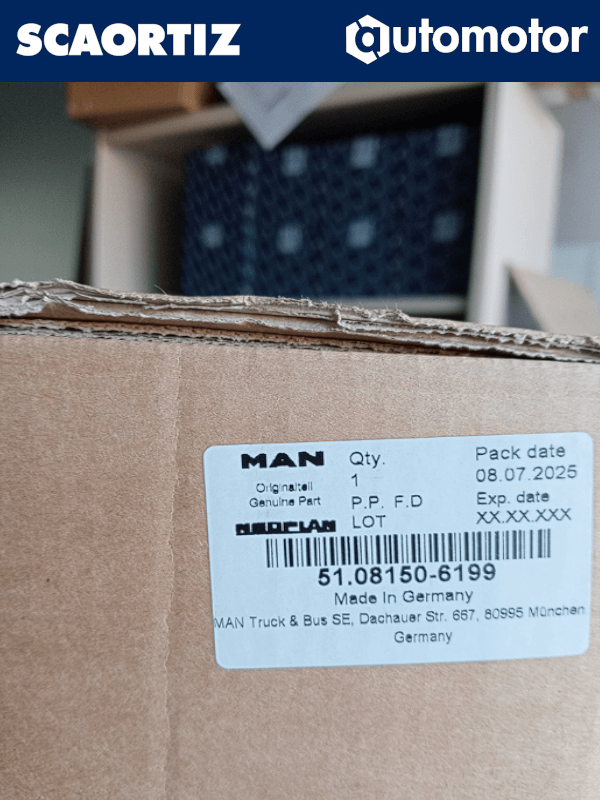 SCAORTIZ
automotor
MAN
Originalteil
Genuine Part
NEOPLAN
Qty.
1
P.P. F.D
LOT
Pack date
08.07.2025
Exp. date
XX.XX.XXX
51.08150-6199
Made In Germany
MAN Truck & Bus SE, Dachauer Str. 667, 80995 München
Germany